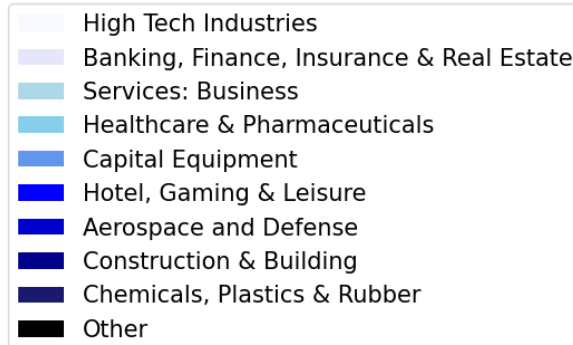 High Tech Industries
Banking, Finance, Insurance & Real Estate
Services: Business
Healthcare & Pharmaceuticals
Capital Equipment
Hotel, Gaming & Leisure
Aerospace and Defense
Construction & Building
Chemicals, Plastics & Rubber
Other